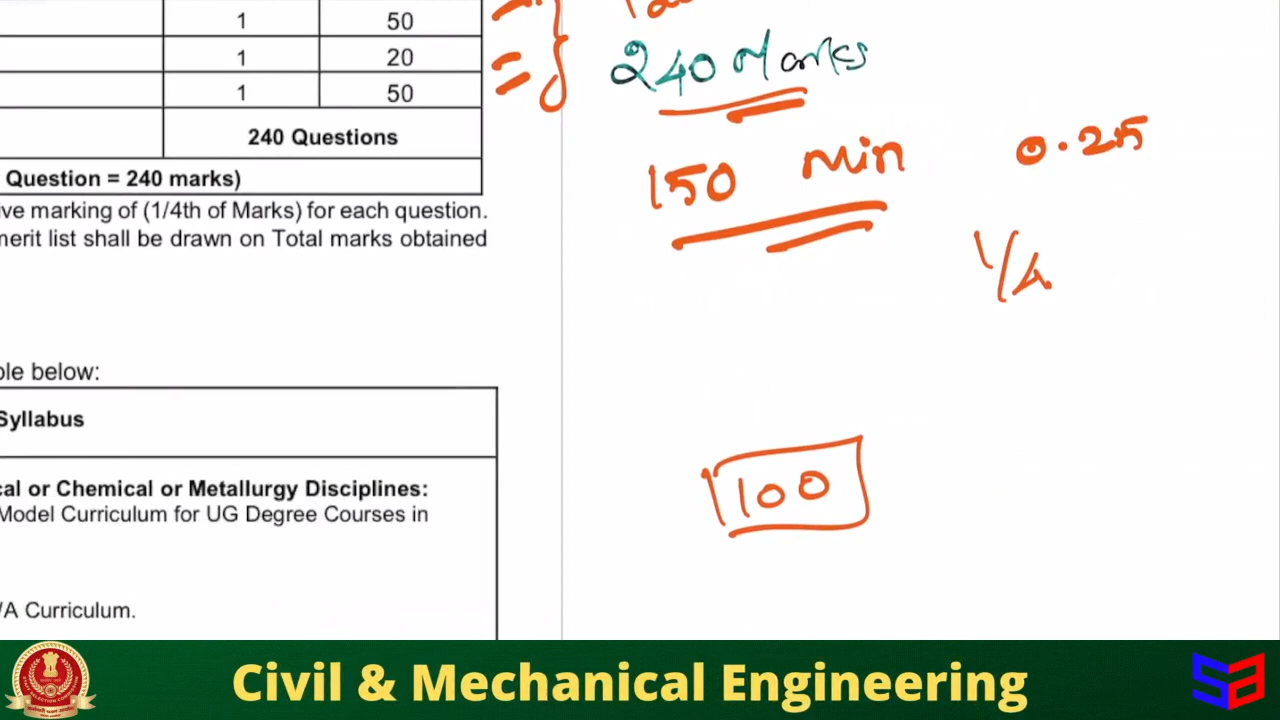 1 50
1 20
= } 240 Marks
1 50
240 Questions
150 Min 0.25
Question = 240 marks)
ive marking of (1/4th of Marks) for each question.
merit list shall be drawn on Total marks obtained
1/4
ble below:
Syllabus
cal or Chemical or Metallurgy Disciplines:
Model Curriculum for UG Degree Courses in
100
/A Curriculum.
Civil & Mechanical Engineering